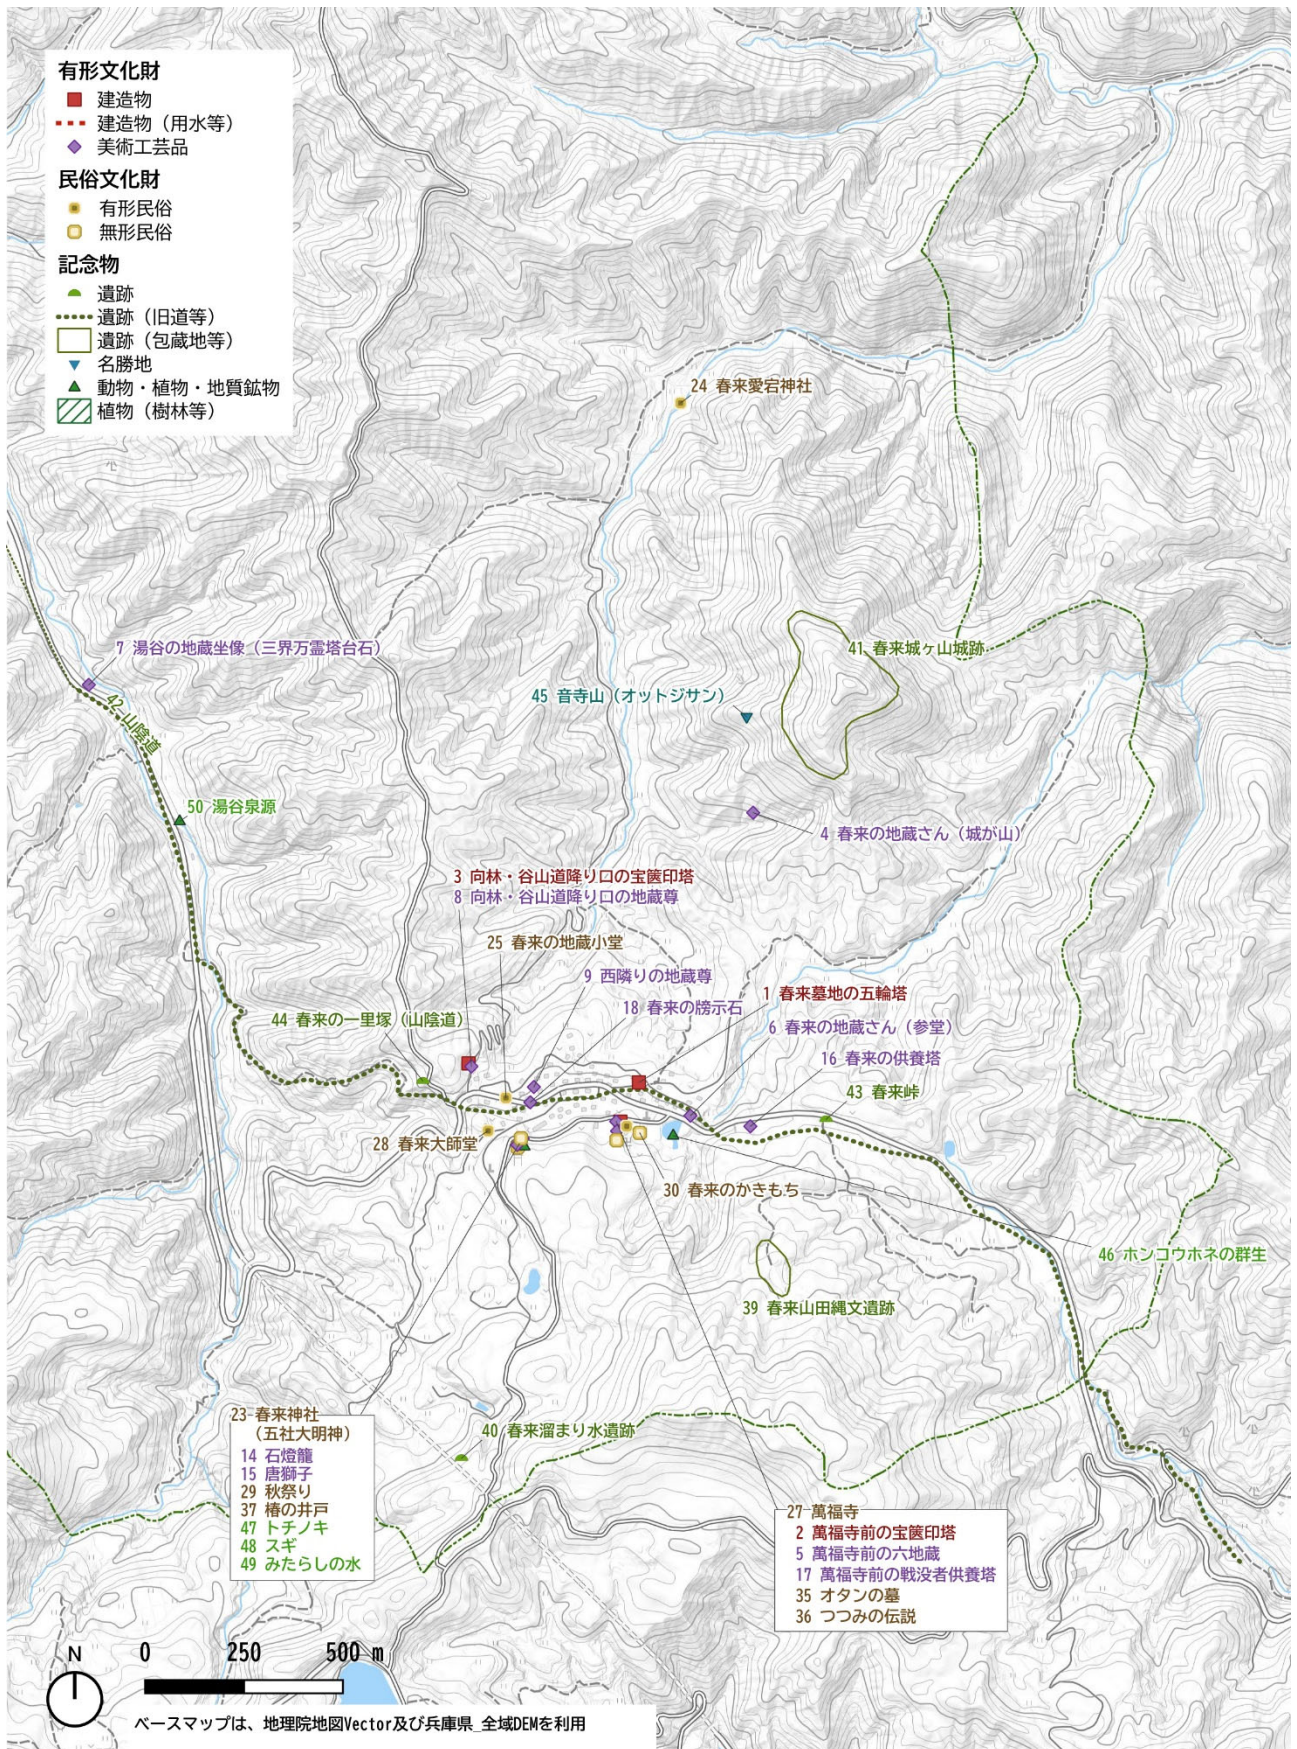 有形文化財
建造物
建造物（用水等）
美術工芸品
民俗文化財
有形民俗
無形民俗
記念物
遺跡
遺跡（旧道等）
遺跡（包蔵地等）
名勝地
動物・植物・地質鉱物
植物（樹林等）
24 春来愛宕神社
7 湯谷の地蔵坐像（三界万霊塔台石）
41 春来城ヶ山城跡
42 山陰道
45 音寺山（オットジサン）
50 湯谷泉源
4 春来の地蔵さん（城が山）
3 向林・谷山道降り口の宝篋印塔
8 向林・谷山道降り口の地蔵尊
25 春来の地蔵小堂
9 西隣りの地蔵尊
1 春来墓地の五輪塔
18 春来の牓示石
44 春来の一里塚（山陰道）
6 春来の地蔵さん（参堂）
16 春来の供養塔
43 春来峠
28 春来大師堂
30 春来のかきもち
46 ホンコウホネの群生
39 春来山田縄文遺跡
23 春来神社
（五社大明神）
14 石燈籠
15 唐獅子
29 秋祭り
37 椿の井戸
47 トチノキ
48 スギ
49 みたらしの水
40 春来溜まり水遺跡
27 萬福寺
2 萬福寺前の宝篋印塔
5 萬福寺前の六地蔵
17 萬福寺前の戦没者供養塔
35 オタンの墓
36 つつみの伝説
N
0 250 500 m
ベースマップは、地理院地図Vector及び兵庫県_全域DEMを利用